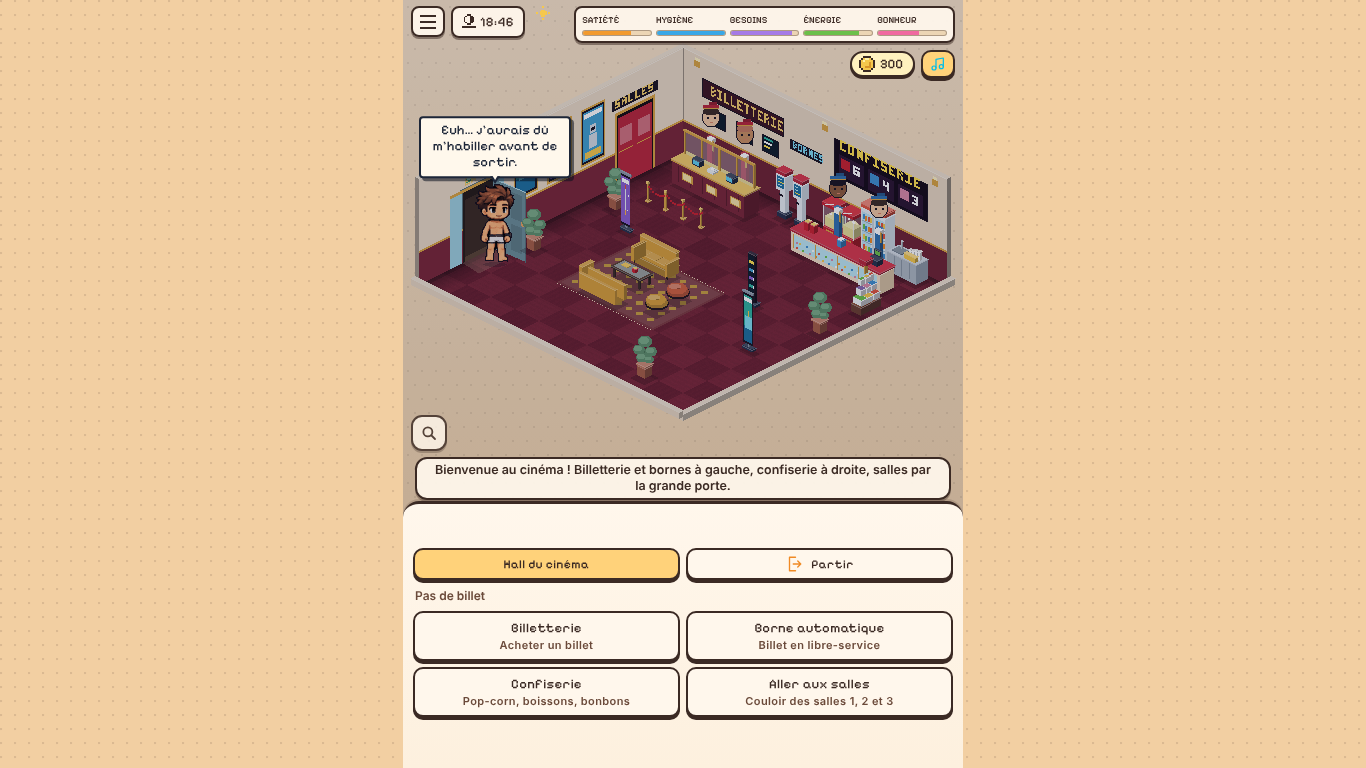 18:46
SATIÉTÉ
HYGIÈNE
BESOINS
ÉNERGIE
BONHEUR
300
SALLES
BILLETTERIE
BORNES
CONFISERIE
6
4
3
Euh... j'aurais dû
m'habiller avant de
sortir.
Bienvenue au cinéma ! Billetterie et bornes à gauche, confiserie à droite, salles par
la grande porte.
Hall du cinéma
Partir
Pas de billet
Billetterie
Acheter un billet
Borne automatique
Billet en libre-service
Confiserie
Pop-corn, boissons, bonbons
Aller aux salles
Couloir des salles 1, 2 et 3